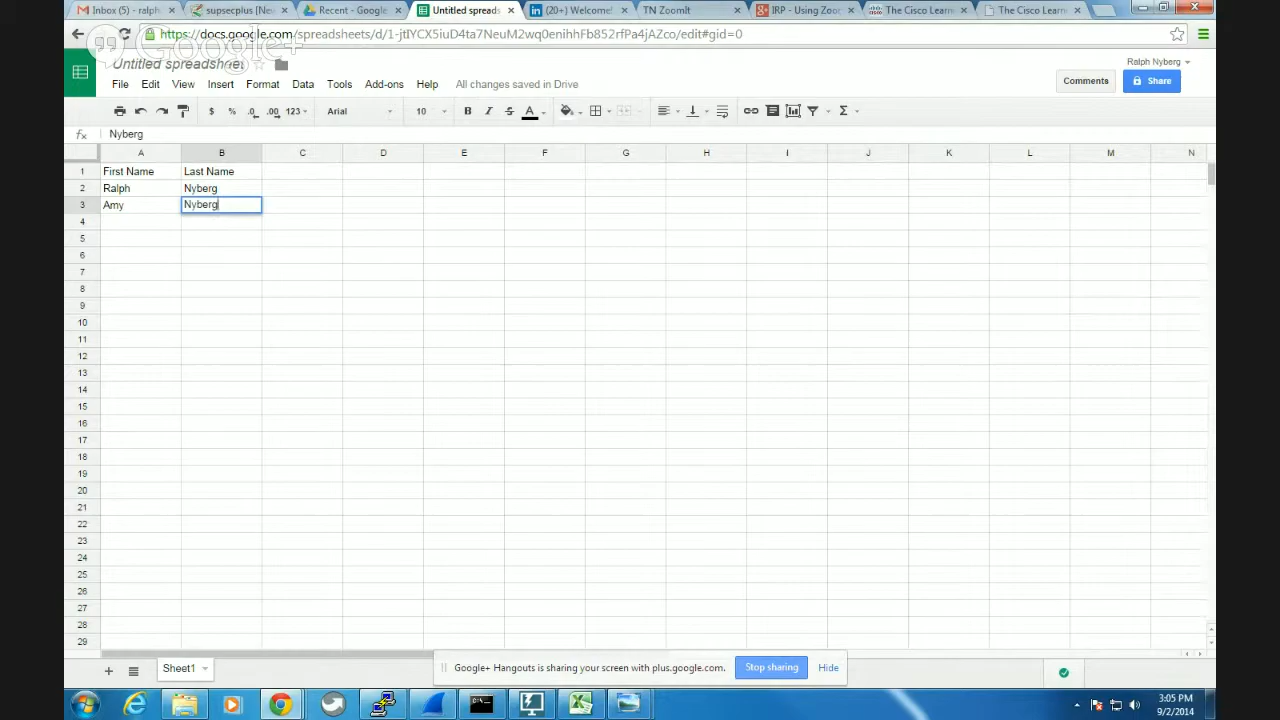 Inbox (5) - ralph
supsecplus [Nev
Recent - Google
Untitled spreads
(20+) Welcome!
TN ZoomIt
IRP - Using Zoo
The Cisco Learn
The Cisco Learn
https://docs.google.com/spreadsheets/d/1-jtIYCX5iuD4ta7NeuM2wq0enihhFb852rfPa4jAZco/edit#gid=0
Google+
Untitled spreadsheet
Ralph Nyberg
File Edit View Insert Format Data Tools Add-ons Help All changes saved in Drive
Comments Share
$ % .0 .00 123 Arial 10 B I S A Σ
fx Nyberg
A B C D E F G H I J K L M N
1 First Name Last Name
2 Ralph Nyberg
3 Amy Nyberg
4
5
6
7
8
9
10
11
12
13
14
15
16
17
18
19
20
21
22
23
24
25
26
27
28
29
+ Sheet1
Google+ Hangouts is sharing your screen with plus.google.com. Stop sharing Hide
3:05 PM
9/2/2014